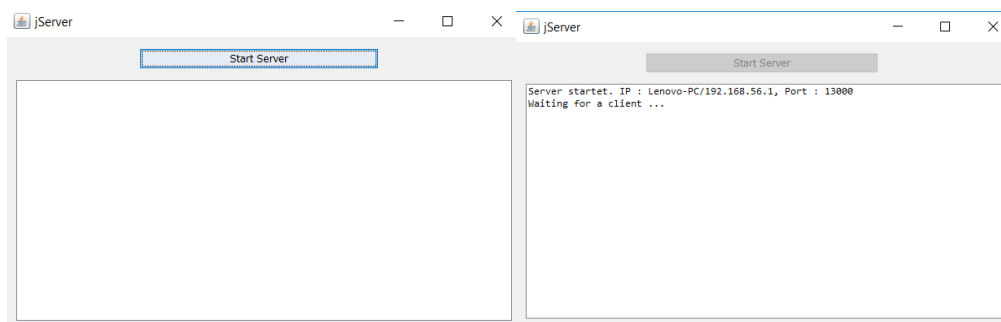 jServer
Start Server
jServer
Start Server
Server startet. IP : Lenovo-PC/192.168.56.1, Port : 13000
Waiting for a client ...